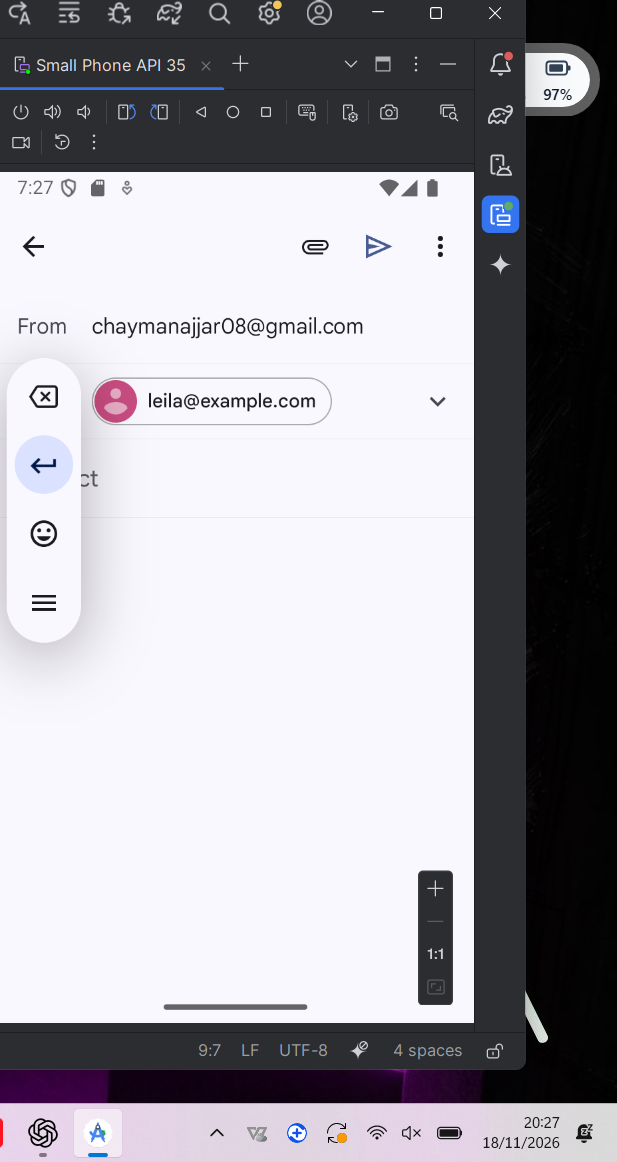 Small Phone API 35
97%
7:27
From chaymanajjar08@gmail.com
leila@example.com
ct
1:1
9:7 LF UTF-8 4 spaces
20:27
18/11/2026